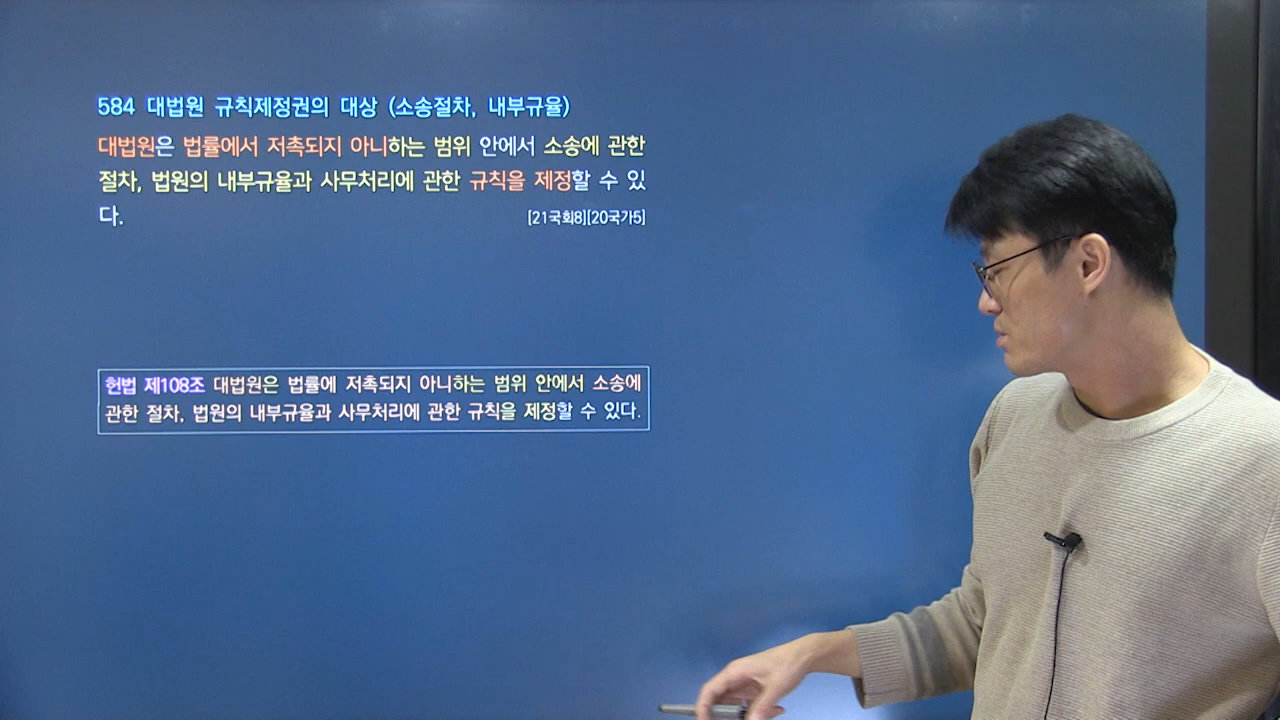 584 대법원 규칙제정권의 대상 (소송절차, 내부규율)
대법원은 법률에서 저촉되지 아니하는 범위 안에서 소송에 관한
절차, 법원의 내부규율과 사무처리에 관한 규칙을 제정할 수 있
다.
[21국회8][20국가5]
헌법 제108조 대법원은 법률에 저촉되지 아니하는 범위 안에서 소송에
관한 절차, 법원의 내부규율과 사무처리에 관한 규칙을 제정할 수 있다.